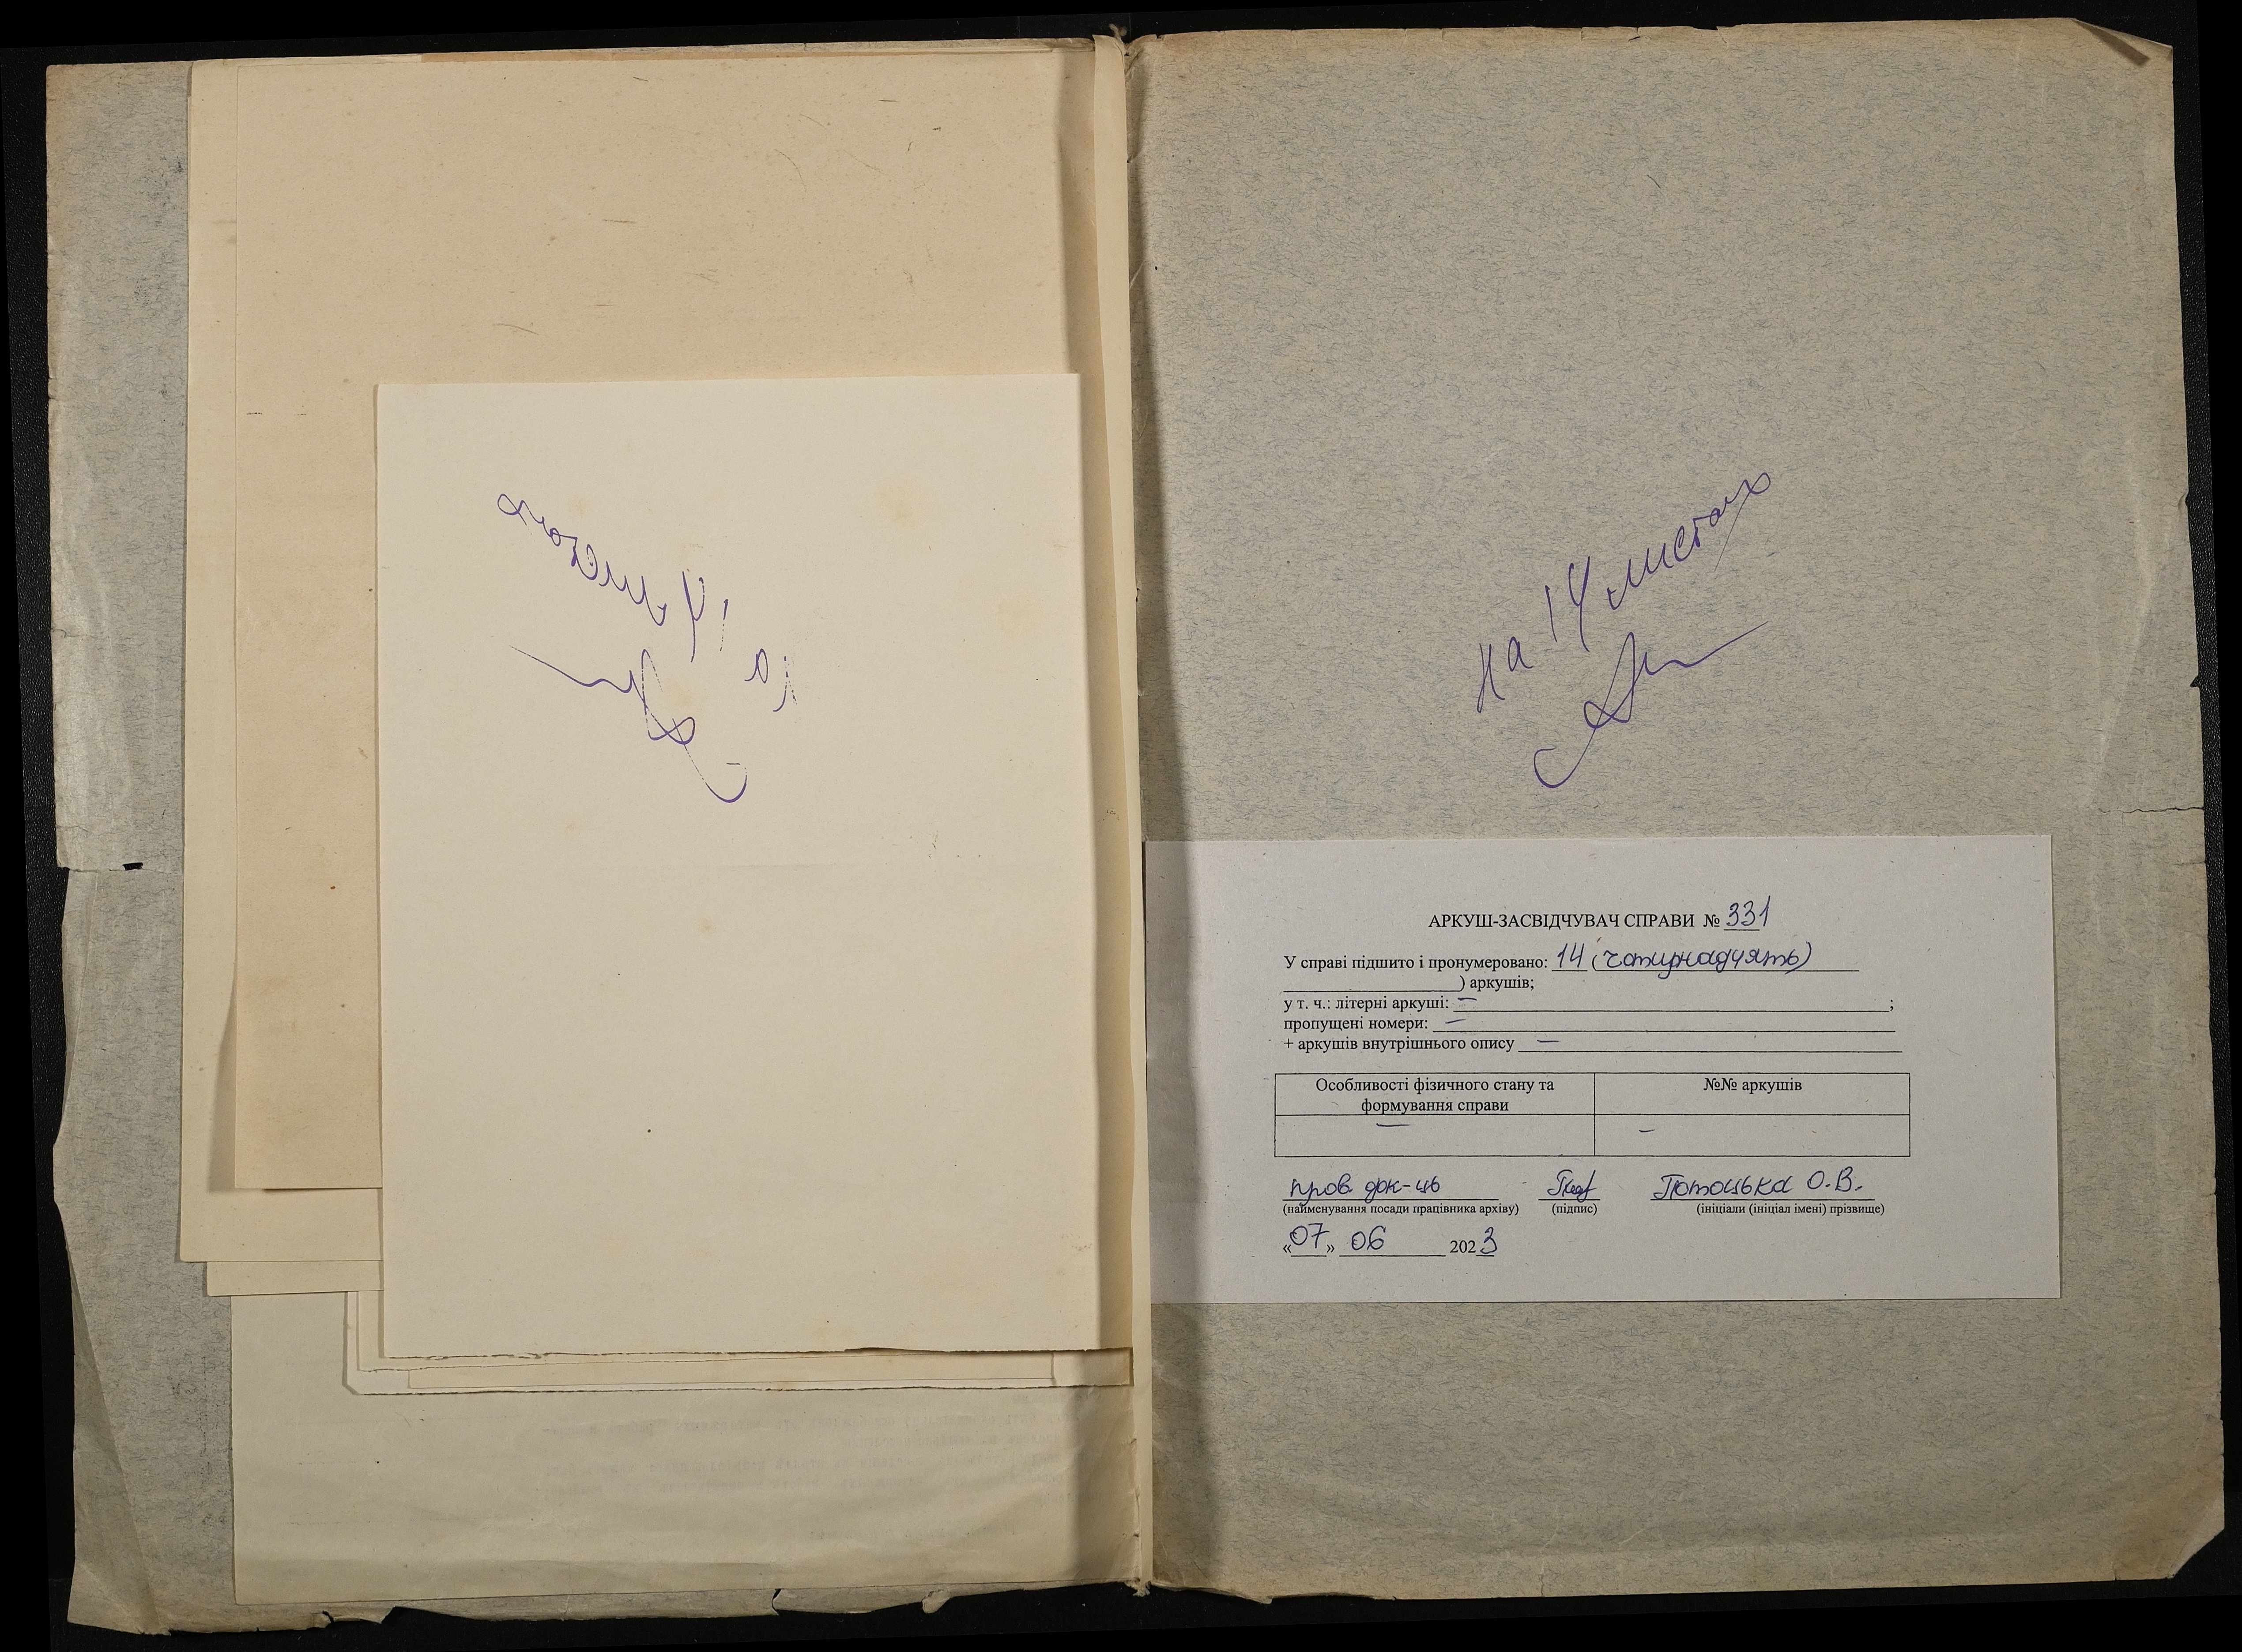 на 14 листах
АРКУШ-ЗАСВІДЧУВАЧ СПРАВИ № 331
У справі підшито і пронумеровано: 14 (чотирнадцять)
) аркушів;
у т. ч.: літерні аркуші: – ;
пропущені номери: –
+ аркушів внутрішнього опису –
Особливості фізичного стану та формування справи
№№ аркушів
–
–
пров док-ць Потоцька О.В.
(найменування посади працівника архіву) (підпис) (ініціали (ініціал імені) прізвище)
«07» 06 2023